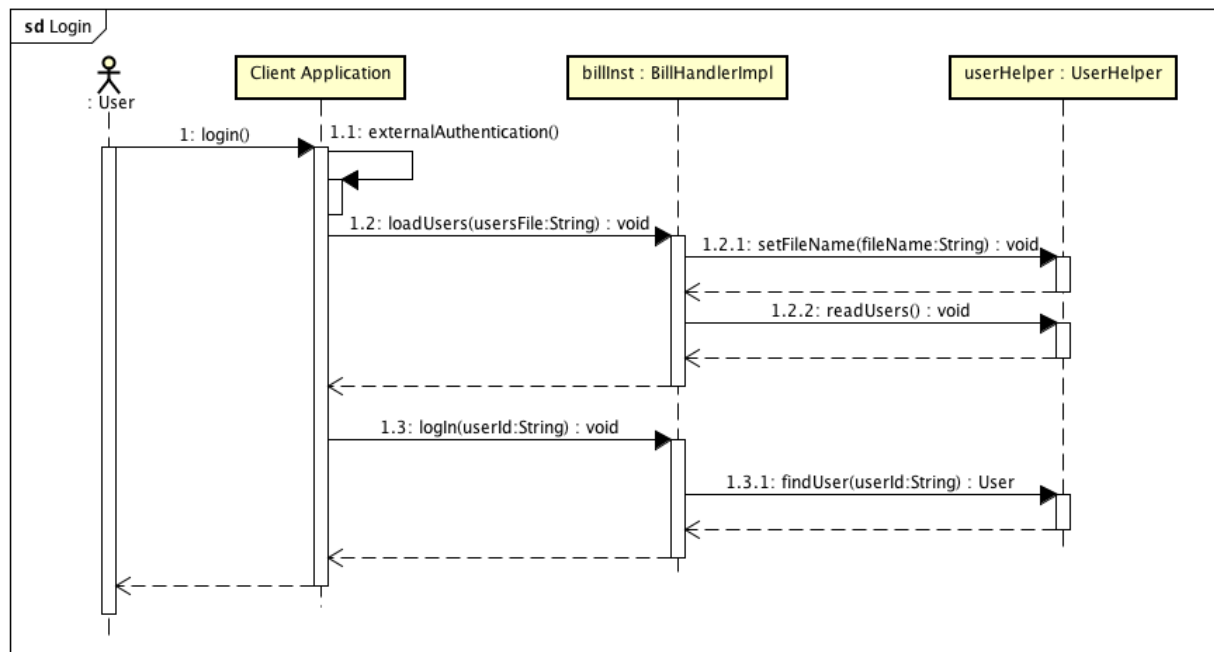 sd Login
: User
Client Application
billInst : BillHandlerImpl
userHelper : UserHelper
1: login()
1.1: externalAuthentication()
1.2: loadUsers(usersFile:String) : void
1.2.1: setFileName(fileName:String) : void
1.2.2: readUsers() : void
1.3: logIn(userId:String) : void
1.3.1: findUser(userId:String) : User